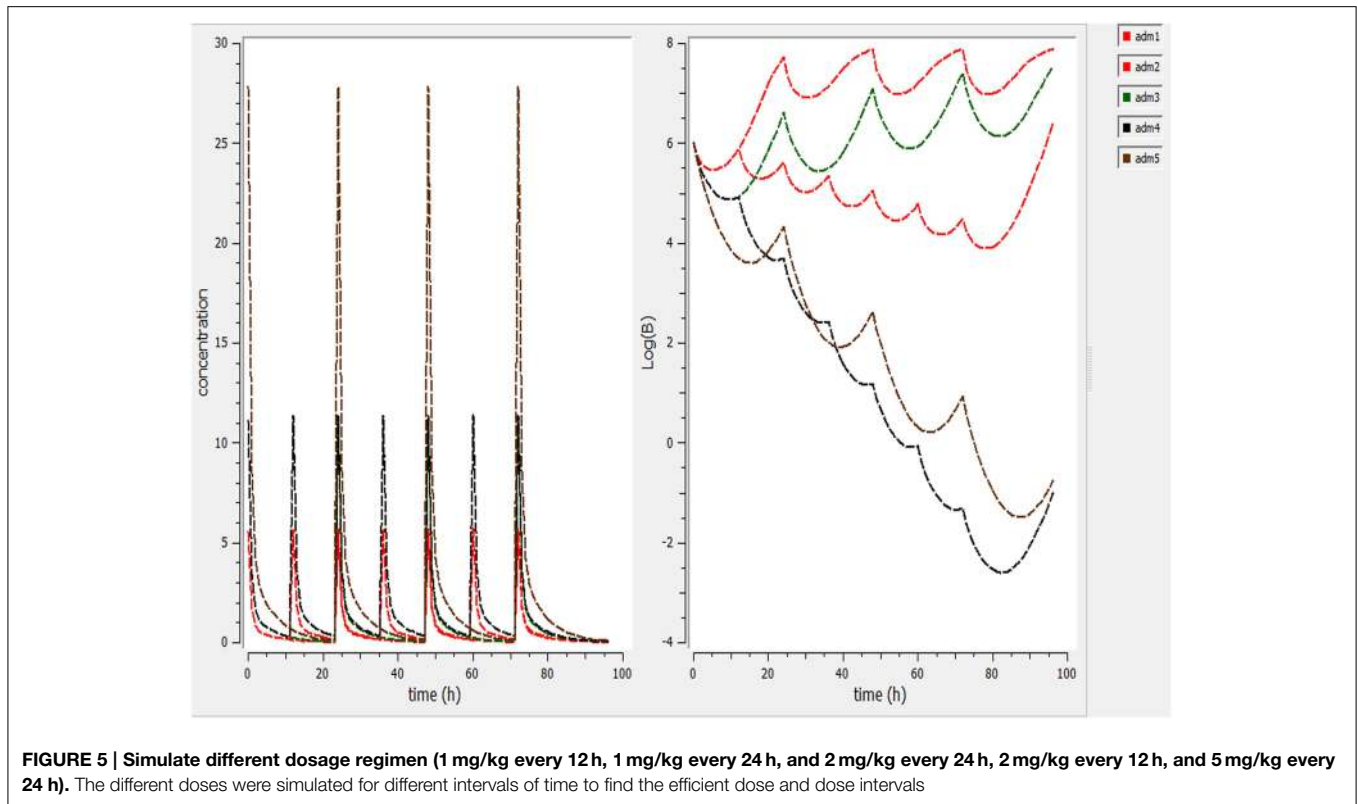 30
25
20
15
10
5
0
concentration
0 20 40 60 80 100
time (h)
8
6
4
2
0
-2
-4
Log(B)
0 20 40 60 80 100
time (h)
adm1
adm2
adm3
adm4
adm5
FIGURE 5 | Simulate different dosage regimen (1 mg/kg every 12 h, 1 mg/kg every 24 h, and 2 mg/kg every 24 h, 2 mg/kg every 12 h, and 5 mg/kg every
24 h). The different doses were simulated for different intervals of time to find the efficient dose and dose intervals